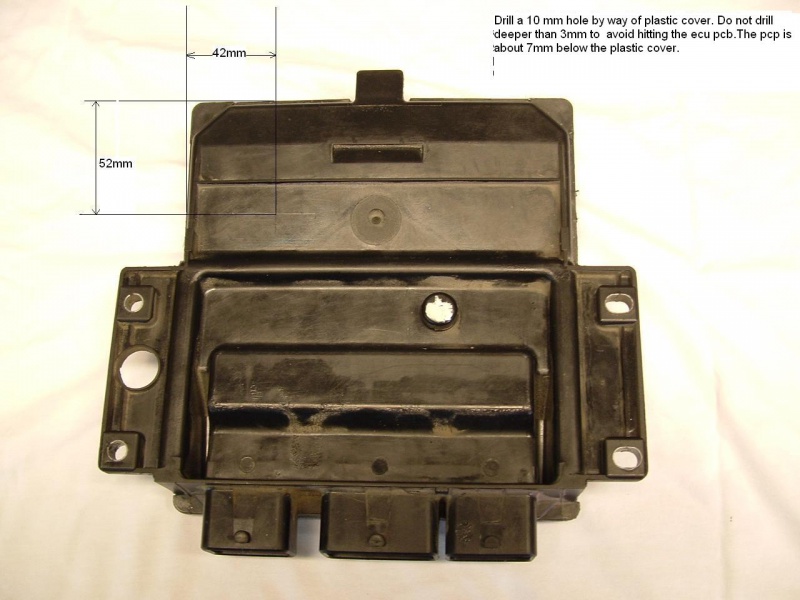 Drill a 10 mm hole by way of plastic cover. Do not drill
deeper than 3mm to  avoid hitting the ecu pcb.The pcp is
about 7mm below the plastic cover.
42mm
52mm